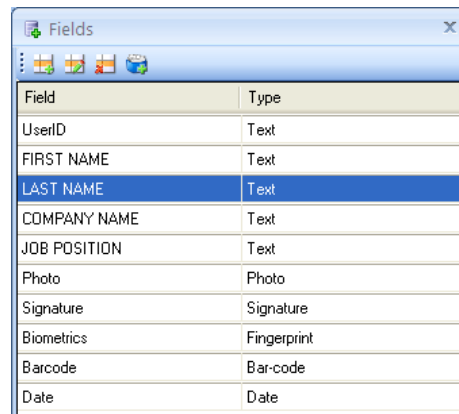 Fields
Field Type
UserID Text
FIRST NAME Text
LAST NAME Text
COMPANY NAME Text
JOB POSITION Text
Photo Photo
Signature Signature
Biometrics Fingerprint
Barcode Bar-code
Date Date